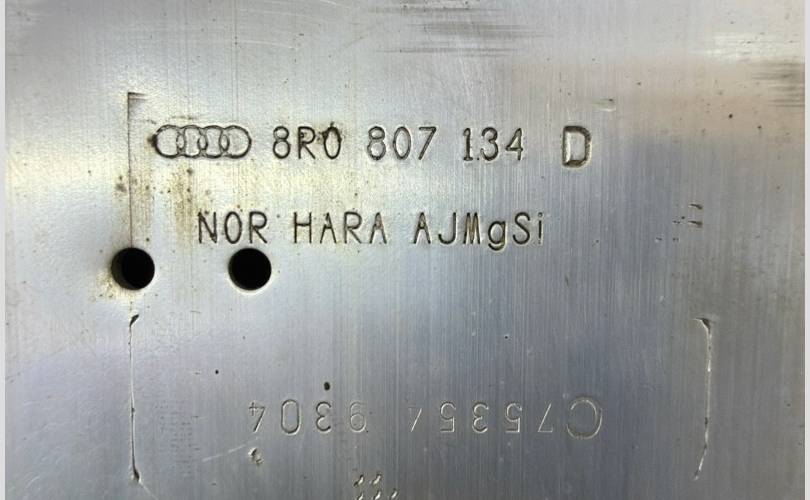 8R0 807 134 D
NOR HARA AJMgSi